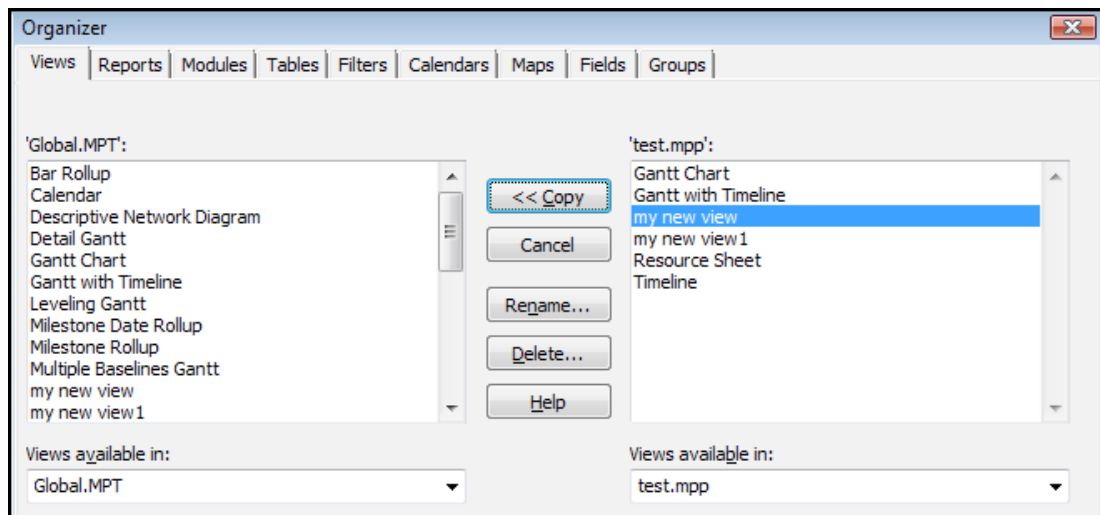 Organizer
Views Reports Modules Tables Filters Calendars Maps Fields Groups
'Global.MPT':
Bar Rollup
Calendar
Descriptive Network Diagram
Detail Gantt
Gantt Chart
Gantt with Timeline
Leveling Gantt
Milestone Date Rollup
Milestone Rollup
Multiple Baselines Gantt
my new view
my new view1
<< Copy
Cancel
Rename...
Delete...
Help
'test.mpp':
Gantt Chart
Gantt with Timeline
my new view
my new view1
Resource Sheet
Timeline
Views available in:
Global.MPT
Views available in:
test.mpp